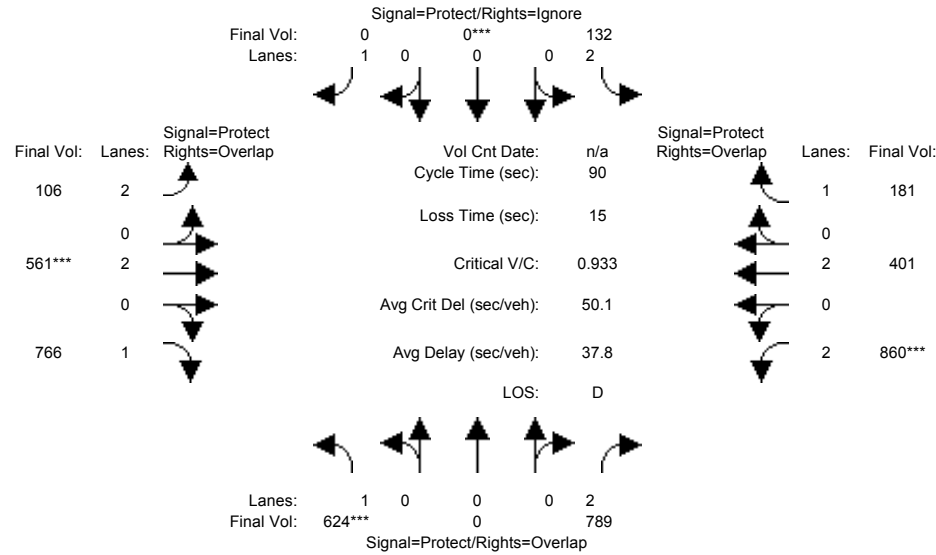 Signal=Protect/Rights=Ignore
Final Vol: 0 0*** 132
Lanes: 1 0 0 0 2
Signal=Protect Signal=Protect
Final Vol: Lanes: Rights=Overlap Vol Cnt Date: n/a Rights=Overlap Lanes: Final Vol:
Cycle Time (sec): 90
106 2 1 181
Loss Time (sec): 15
0 0
561*** 2 Critical V/C: 0.933 2 401
0 Avg Crit Del (sec/veh): 50.1 0
766 1 Avg Delay (sec/veh): 37.8 2 860***
LOS: D
Lanes: 1 0 0 0 2
Final Vol: 624*** 0 789
Signal=Protect/Rights=Overlap